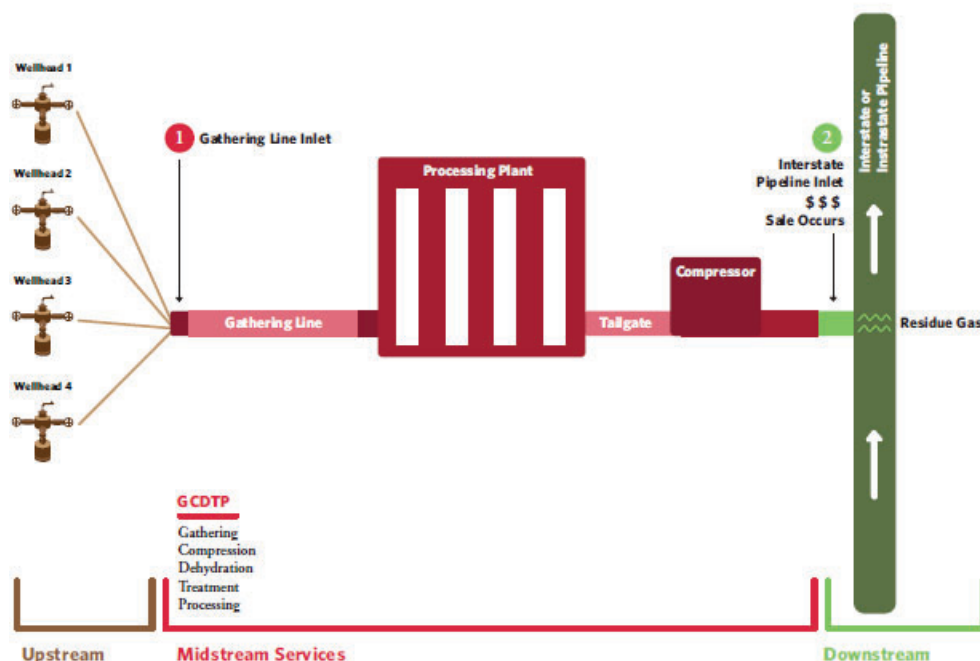 Wellhead 1
Wellhead 2
Wellhead 3
Wellhead 4
1
Gathering Line Inlet
Gathering Line
Processing Plant
Tailgate
Compressor
2
Interstate
Pipeline Inlet
$ $ $
Sale Occurs
Interstate or
Instrastate Pipeline
Residue Gas
GCDTP
Gathering
Compression
Dehydration
Treatment
Processing
Upstream
Midstream Services
Downstream